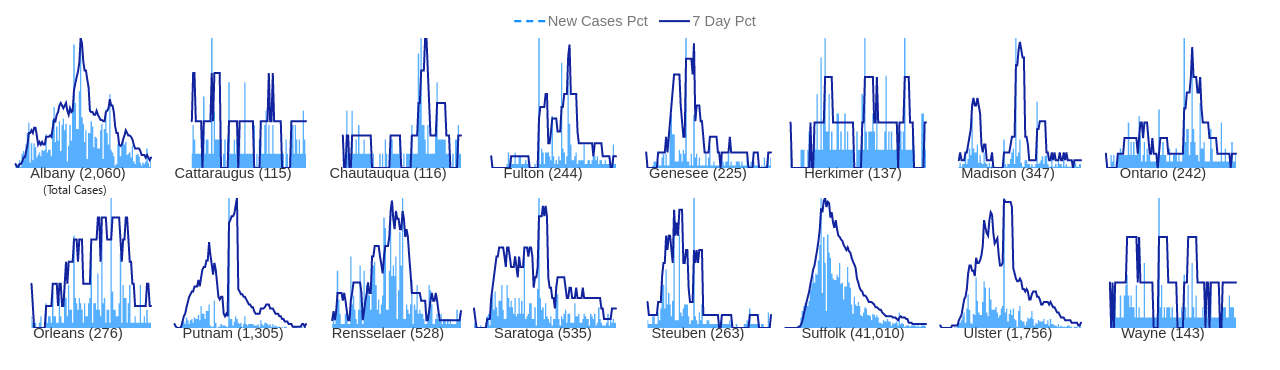 New Cases Pct 7 Day Pct
Albany (2,060) Cattaraugus (115) Chautauqua (116) Fulton (244) Genesee (225) Herkimer (137) Madison (347) Ontario (242)
(Total Cases)
Orleans (276) Putnam (1,305) Rensselaer (528) Saratoga (535) Steuben (263) Suffolk (41,010) Ulster (1,756) Wayne (143)